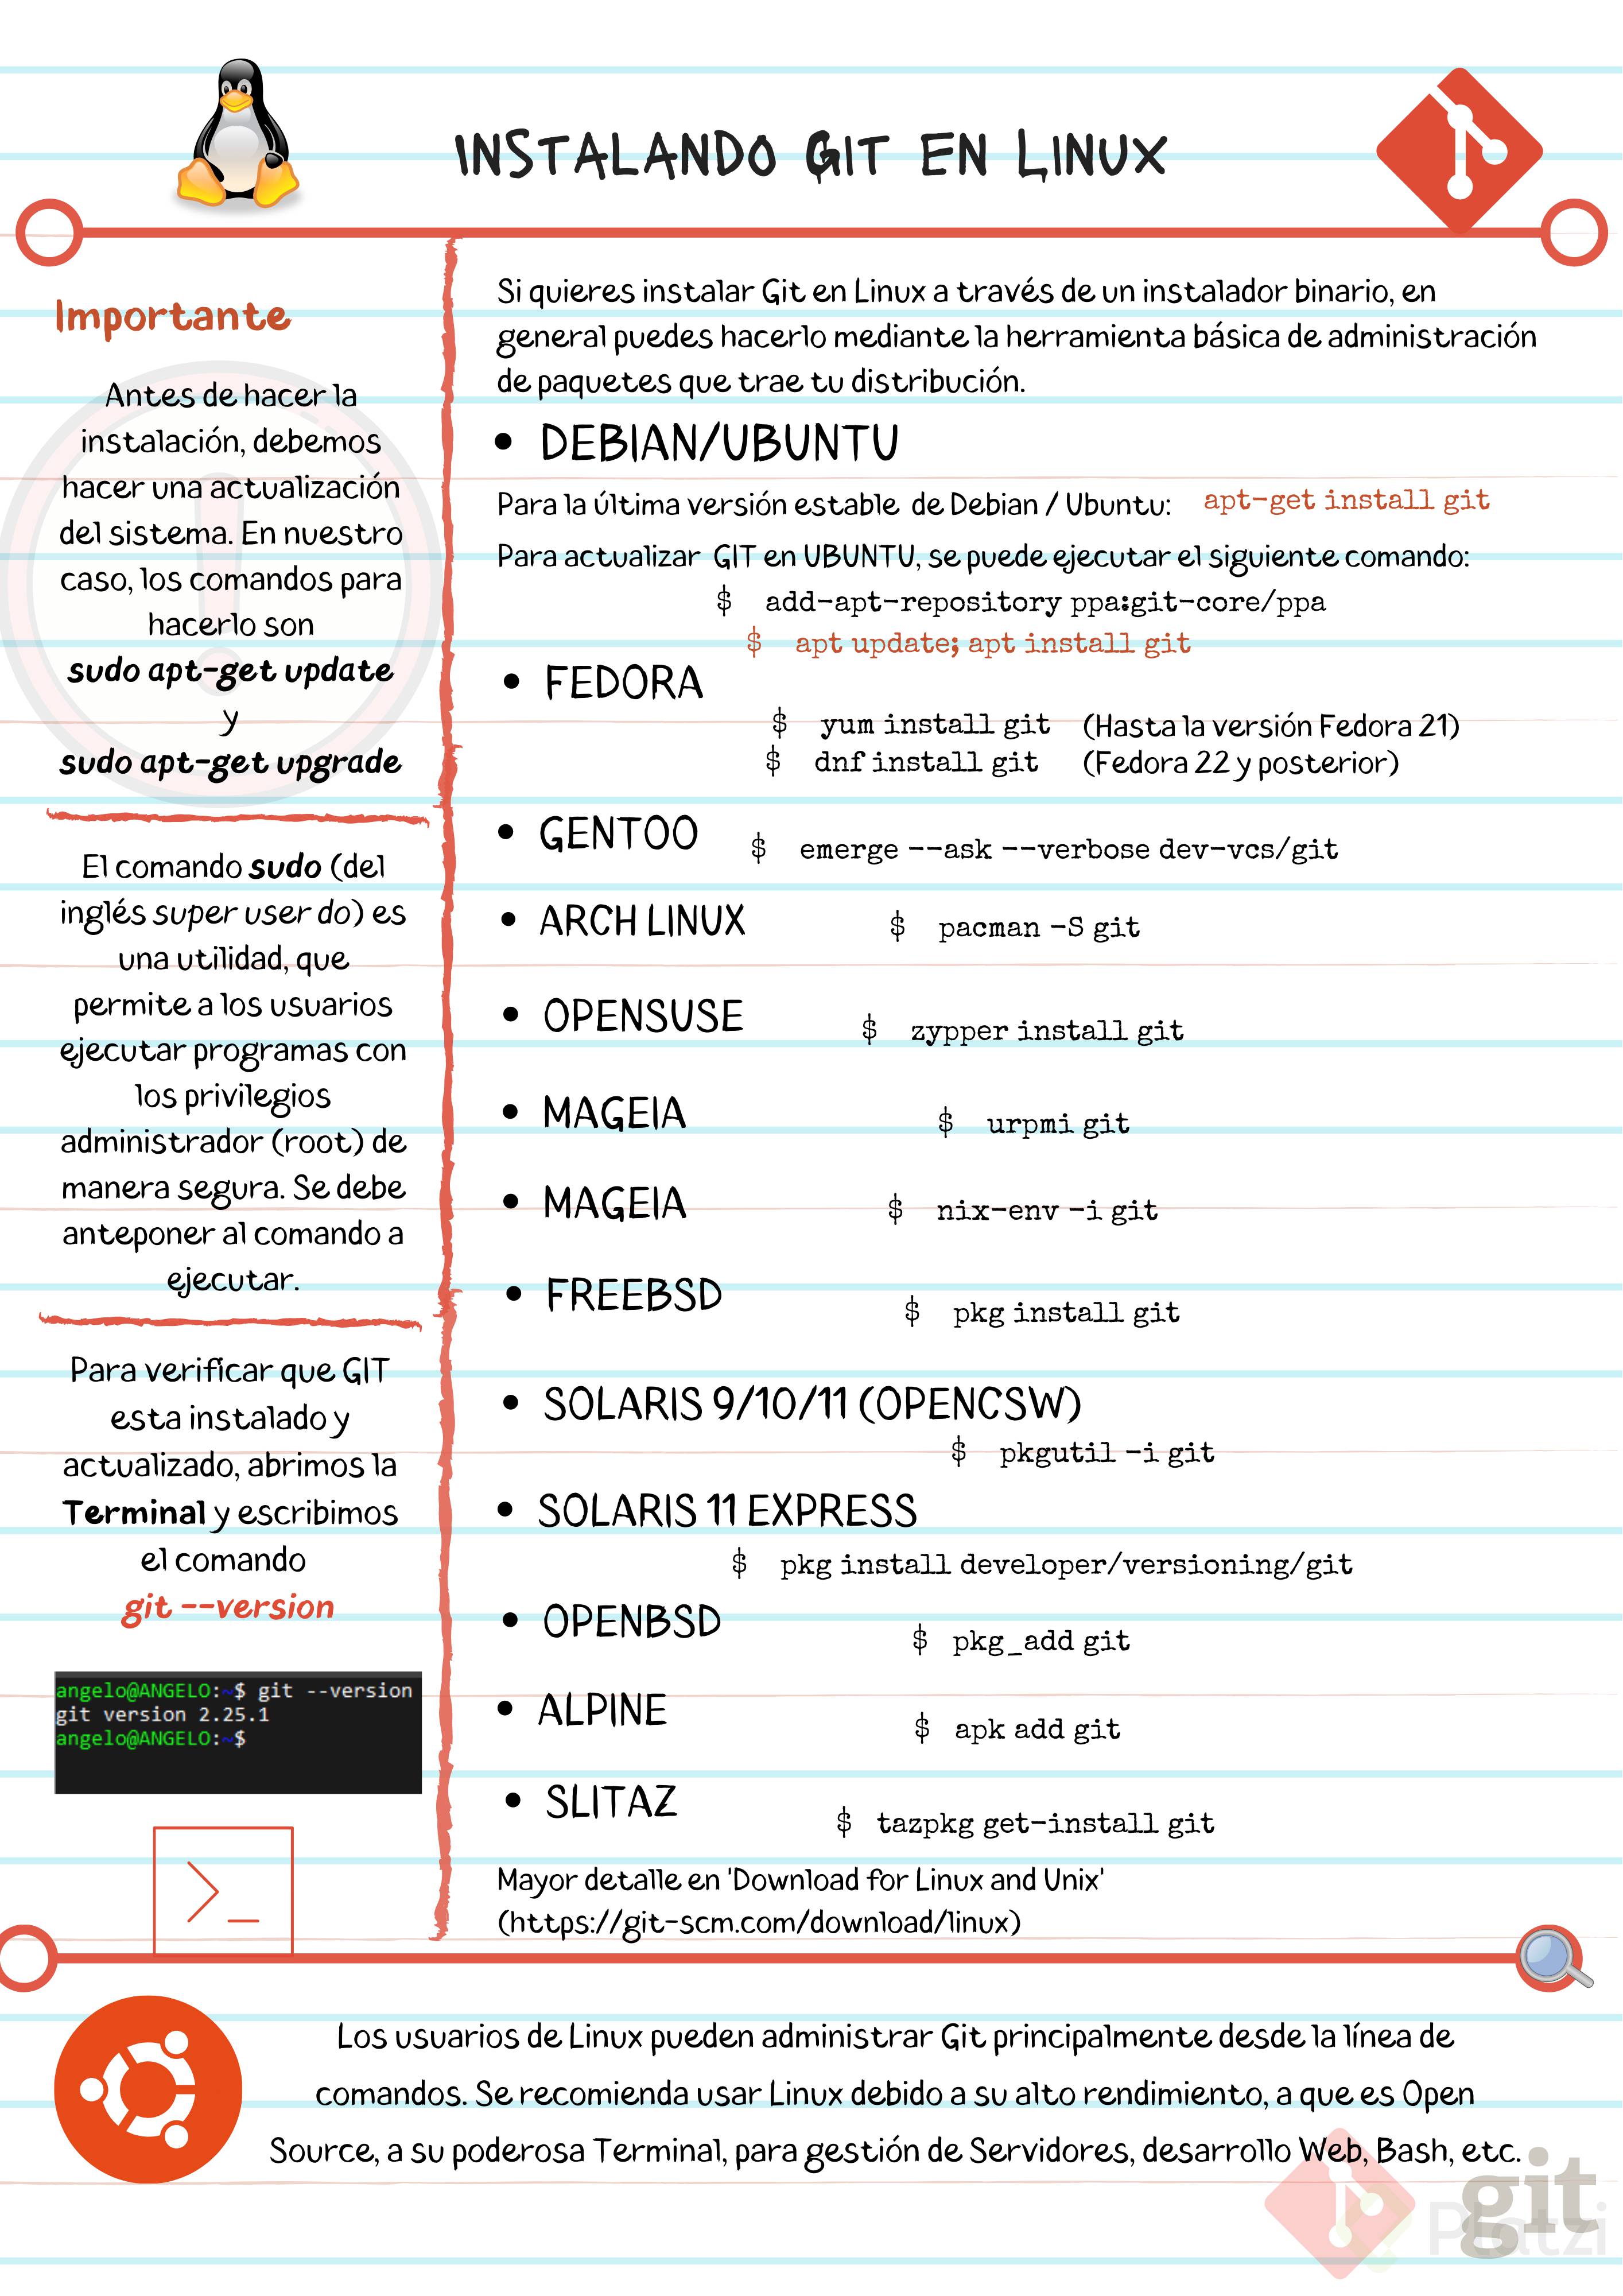 INSTALANDO GIT EN LINUX
Importante
Antes de hacer la
instalación, debemos
hacer una actualización
del sistema. En nuestro
caso, los comandos para
hacerlo son
sudo apt-get update
y
sudo apt-get upgrade
El comando sudo (del
inglés super user do) es
una utilidad, que
permite a los usuarios
ejecutar programas con
los privilegios
administrador (root) de
manera segura. Se debe
anteponer al comando a
ejecutar.
Para verificar que GIT
esta instalado y
actualizado, abrimos la
Terminal y escribimos
el comando
git --version
angelo@ANGELO:~$ git --version
git version 2.25.1
angelo@ANGELO:~$
>_
Si quieres instalar Git en Linux a través de un instalador binario, en
general puedes hacerlo mediante la herramienta básica de administración
de paquetes que trae tu distribución.
• DEBIAN/UBUNTU
Para la última versión estable de Debian / Ubuntu: apt-get install git
Para actualizar GIT en UBUNTU, se puede ejecutar el siguiente comando:
$ add-apt-repository ppa:git-core/ppa
$ apt update; apt install git
• FEDORA
$ yum install git (Hasta la versión Fedora 21)
$ dnf install git (Fedora 22 y posterior)
• GENTOO $ emerge --ask --verbose dev-vcs/git
• ARCH LINUX $ pacman -S git
• OPENSUSE $ zypper install git
• MAGEIA $ urpmi git
• MAGEIA $ nix-env -i git
• FREEBSD $ pkg install git
• SOLARIS 9/10/11 (OPENCSW)
$ pkgutil -i git
• SOLARIS 11 EXPRESS
$ pkg install developer/versioning/git
• OPENBSD $ pkg_add git
• ALPINE $ apk add git
• SLITAZ $ tazpkg get-install git
Mayor detalle en 'Download for Linux and Unix'
(https://git-scm.com/download/linux)
Los usuarios de Linux pueden administrar Git principalmente desde la línea de
comandos. Se recomienda usar Linux debido a su alto rendimiento, a que es Open
Source, a su poderosa Terminal, para gestión de Servidores, desarrollo Web, Bash, etc.
git
Platzi